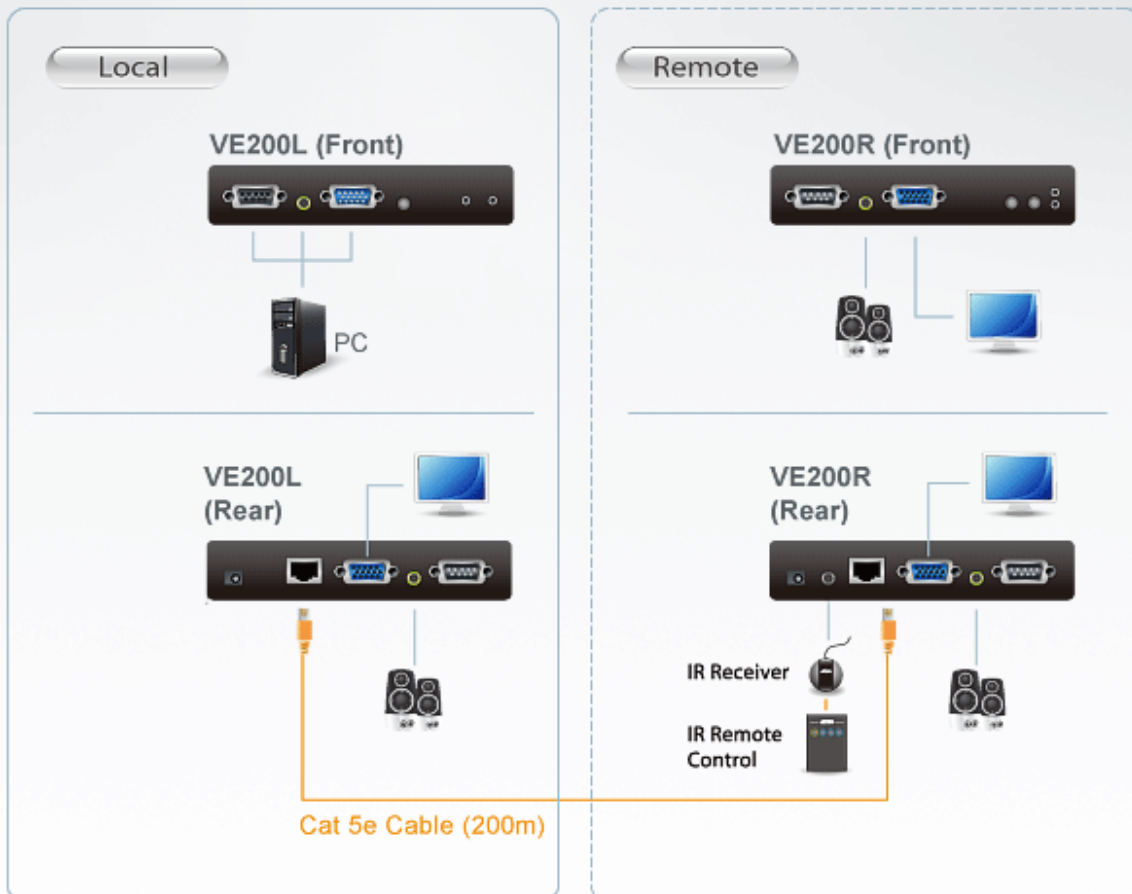 Local
VE200L (Front)
PC
VE200L
(Rear)
Remote
VE200R (Front)
VE200R
(Rear)
IR Receiver
IR Remote
Control
Cat 5e Cable (200m)